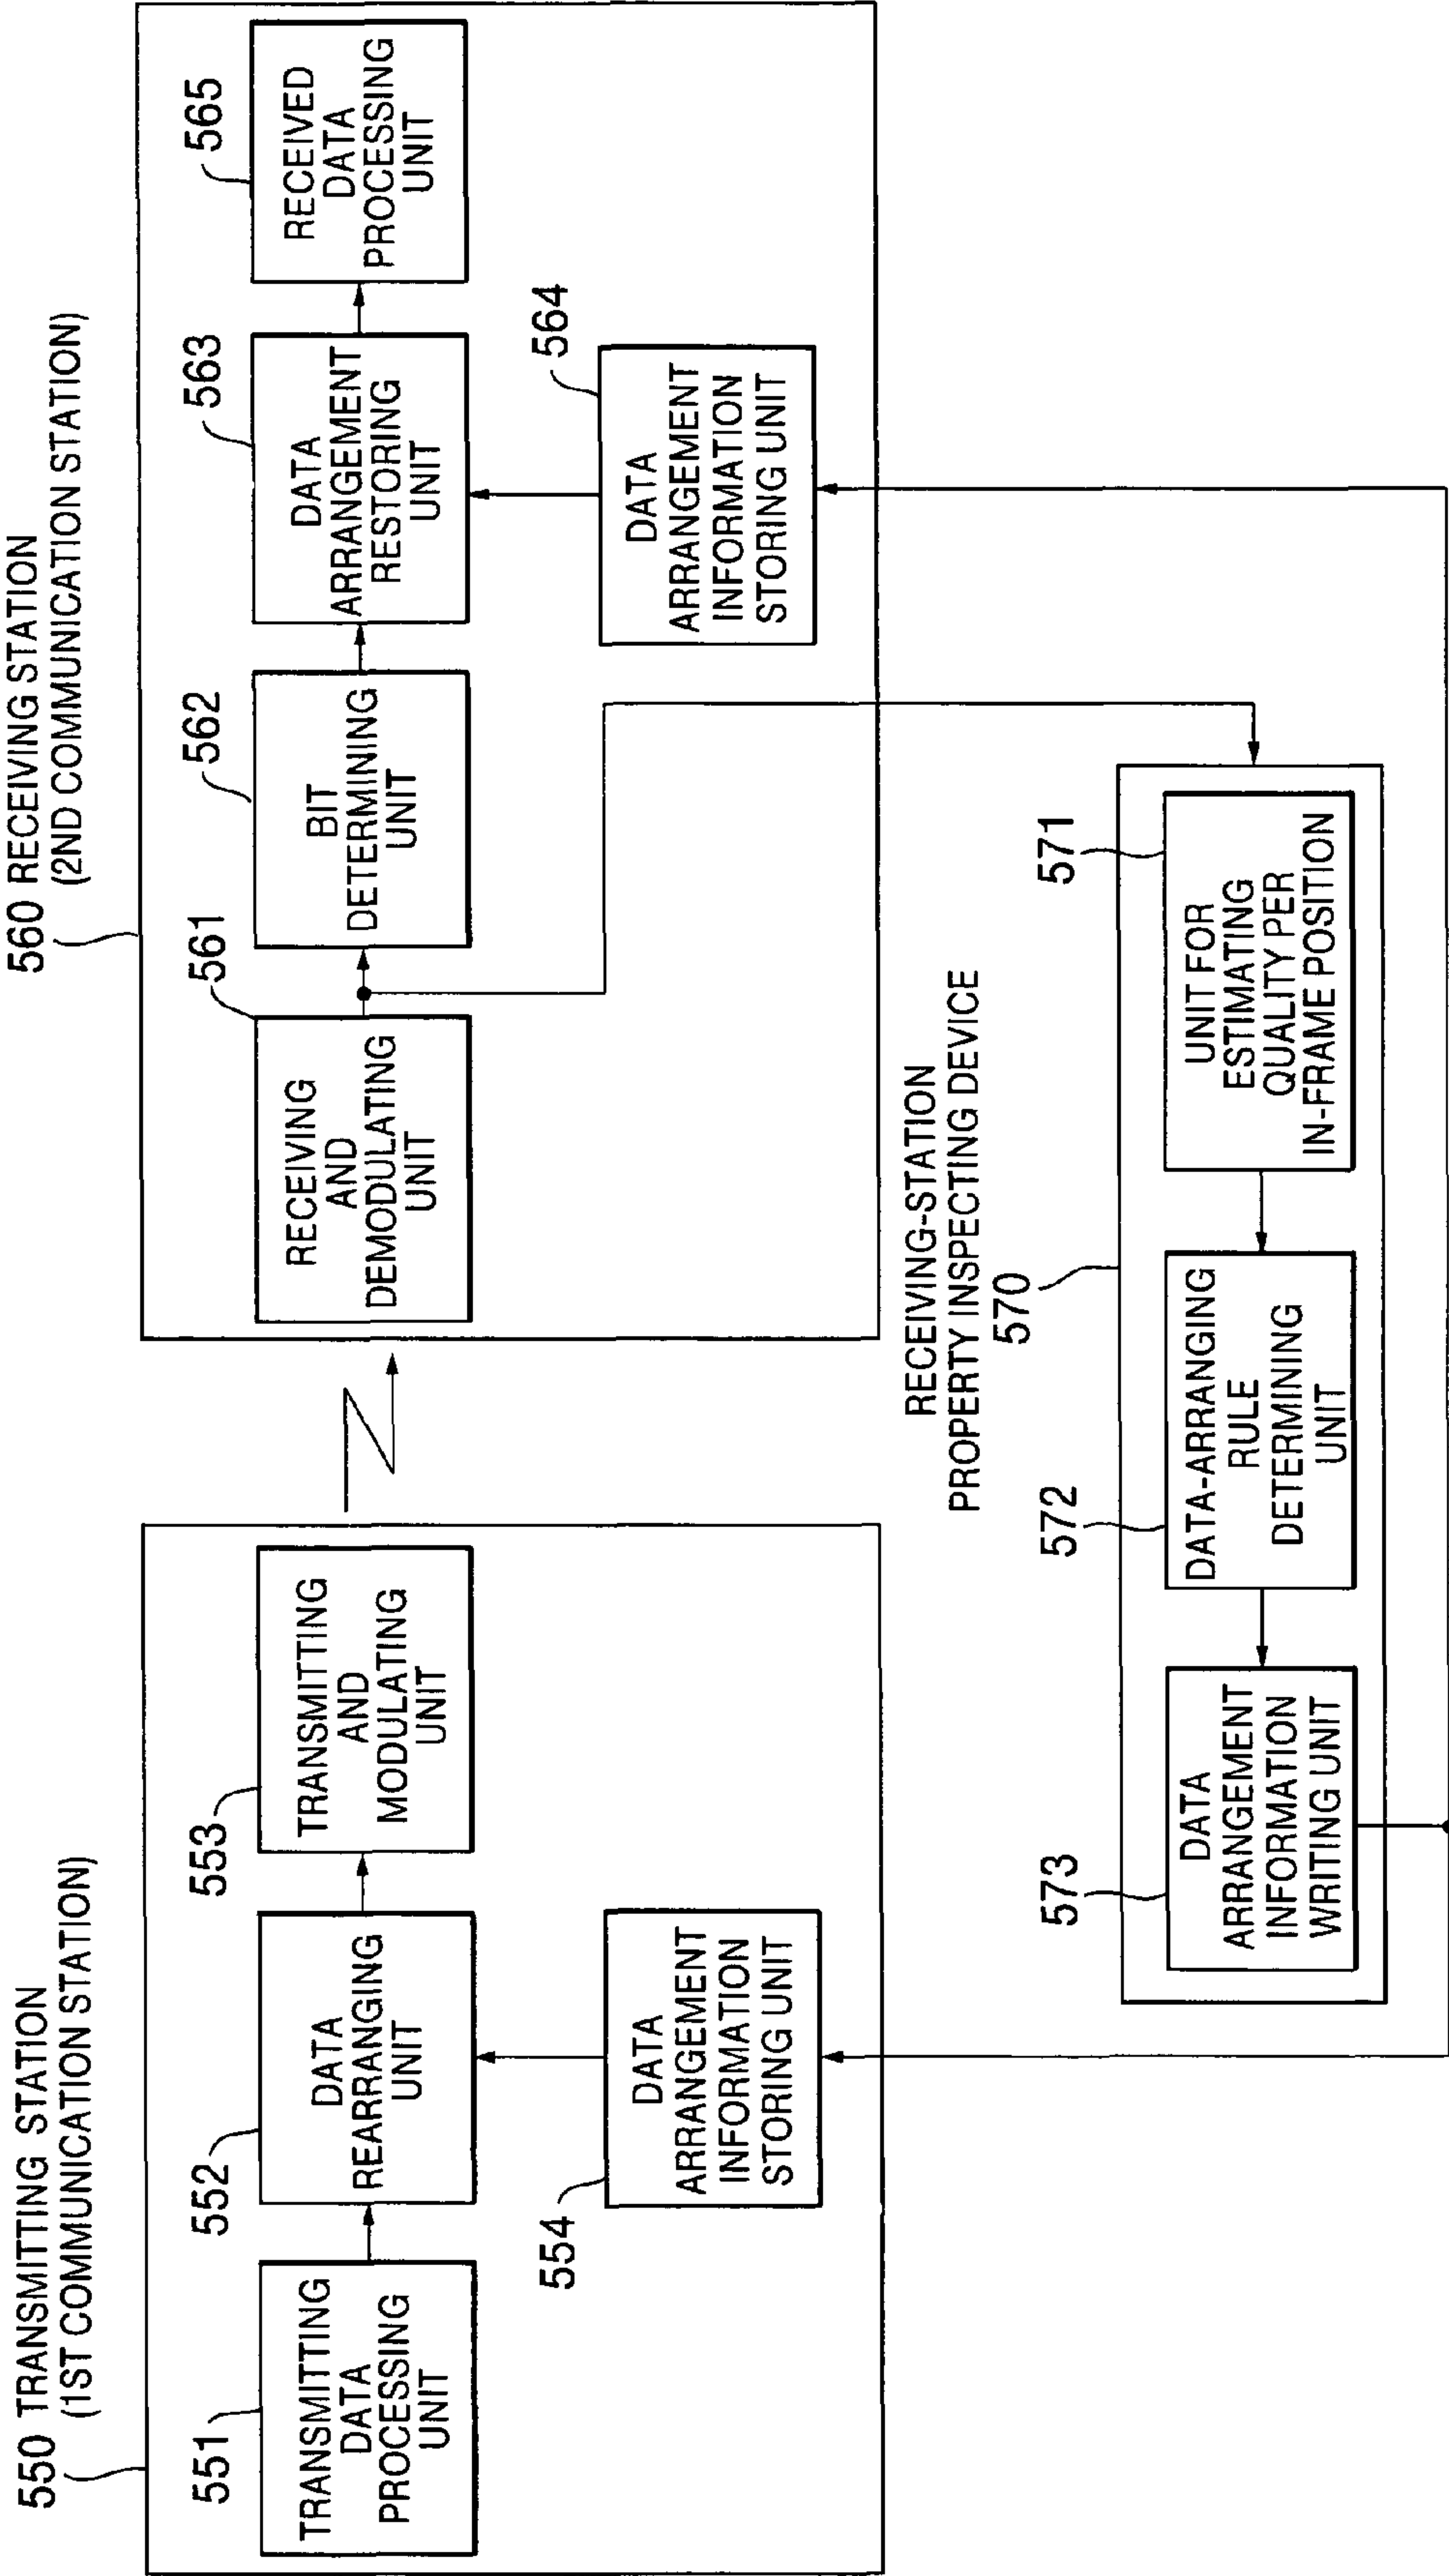 550 TRANSMITTING STATION
(1ST COMMUNICATION STATION)
551
TRANSMITTING
DATA
PROCESSING
UNIT
552
DATA
REARRANGING
UNIT
553
TRANSMITTING
AND
MODULATING
UNIT
554
DATA
ARRANGEMENT
INFORMATION
STORING UNIT
560 RECEIVING STATION
(2ND COMMUNICATION STATION)
561
RECEIVING
AND
DEMODULATING
UNIT
562
BIT
DETERMINING
UNIT
563
DATA
ARRANGEMENT
RESTORING
UNIT
565
RECEIVED
DATA
PROCESSING
UNIT
564
DATA
ARRANGEMENT
INFORMATION
STORING UNIT
RECEIVING-STATION
PROPERTY INSPECTING DEVICE
570
573
DATA
ARRANGEMENT
INFORMATION
WRITING UNIT
572
DATA-ARRANGING
RULE
DETERMINING
UNIT
571
UNIT FOR
ESTIMATING
QUALITY PER
IN-FRAME POSITION